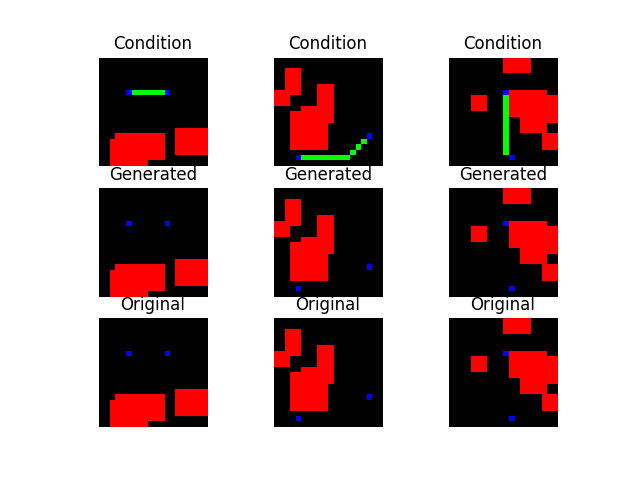 Condition Condition Condition
Generated Generated Generated
Original Original Original